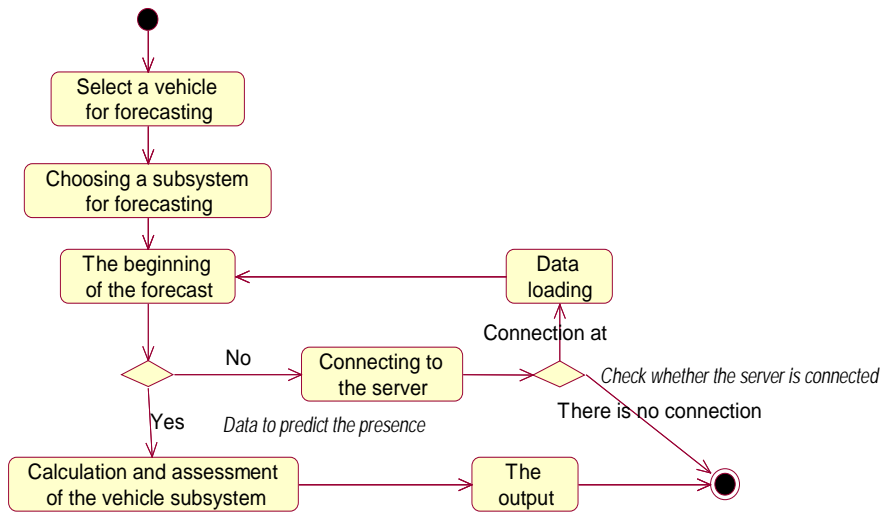 Select a vehicle
for forecasting
Choosing a subsystem
for forecasting
The beginning
of the forecast
Data
loading
Connection at
No
Connecting to
the server
Check whether the server is connected
There is no connection
Yes
Data to predict the presence
Calculation and assessment
of the vehicle subsystem
The
output